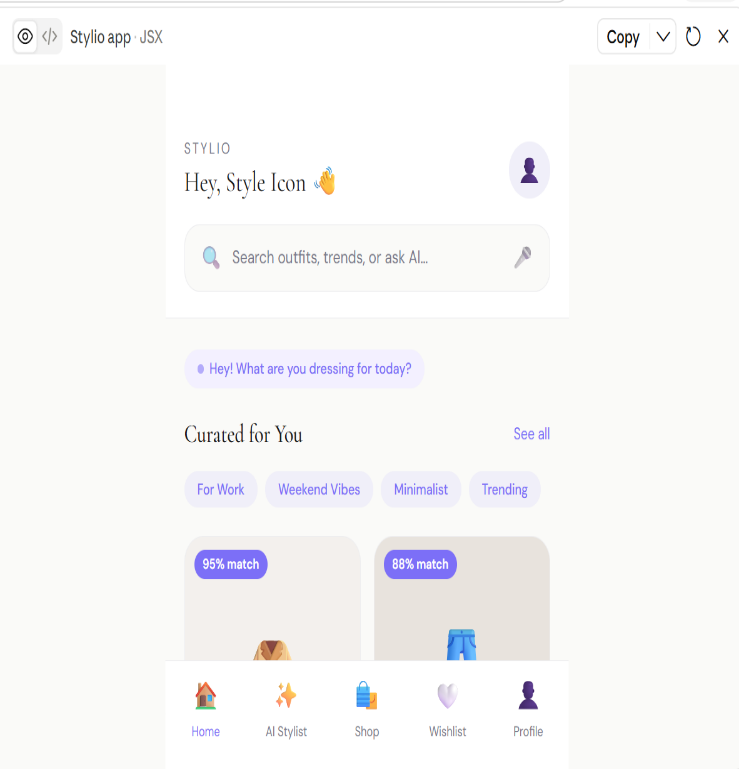 Stylio app · JSX
Copy
STYLIO
Hey, Style Icon 👋
Search outfits, trends, or ask AI...
Hey! What are you dressing for today?
Curated for You
See all
For Work
Weekend Vibes
Minimalist
Trending
95% match
88% match
Home
AI Stylist
Shop
Wishlist
Profile